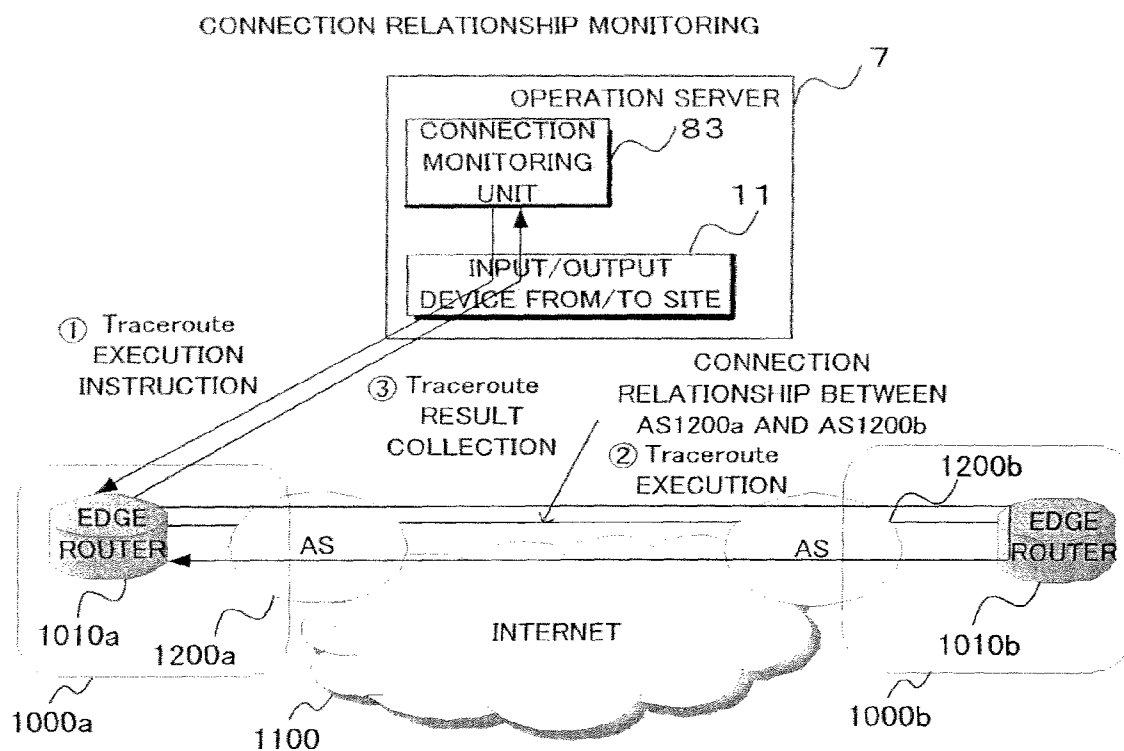 CONNECTION RELATIONSHIP MONITORING
7
OPERATION SERVER
CONNECTION
MONITORING
UNIT
83
11
INPUT/OUTPUT
DEVICE FROM/TO SITE
① Traceroute
EXECUTION
INSTRUCTION
③ Traceroute
RESULT
COLLECTION
CONNECTION
RELATIONSHIP BETWEEN
AS1200a AND AS1200b
② Traceroute
EXECUTION
1200b
EDGE
ROUTER
AS
AS
EDGE
ROUTER
1010a
1200a
INTERNET
1010b
1000a
1100
1000b